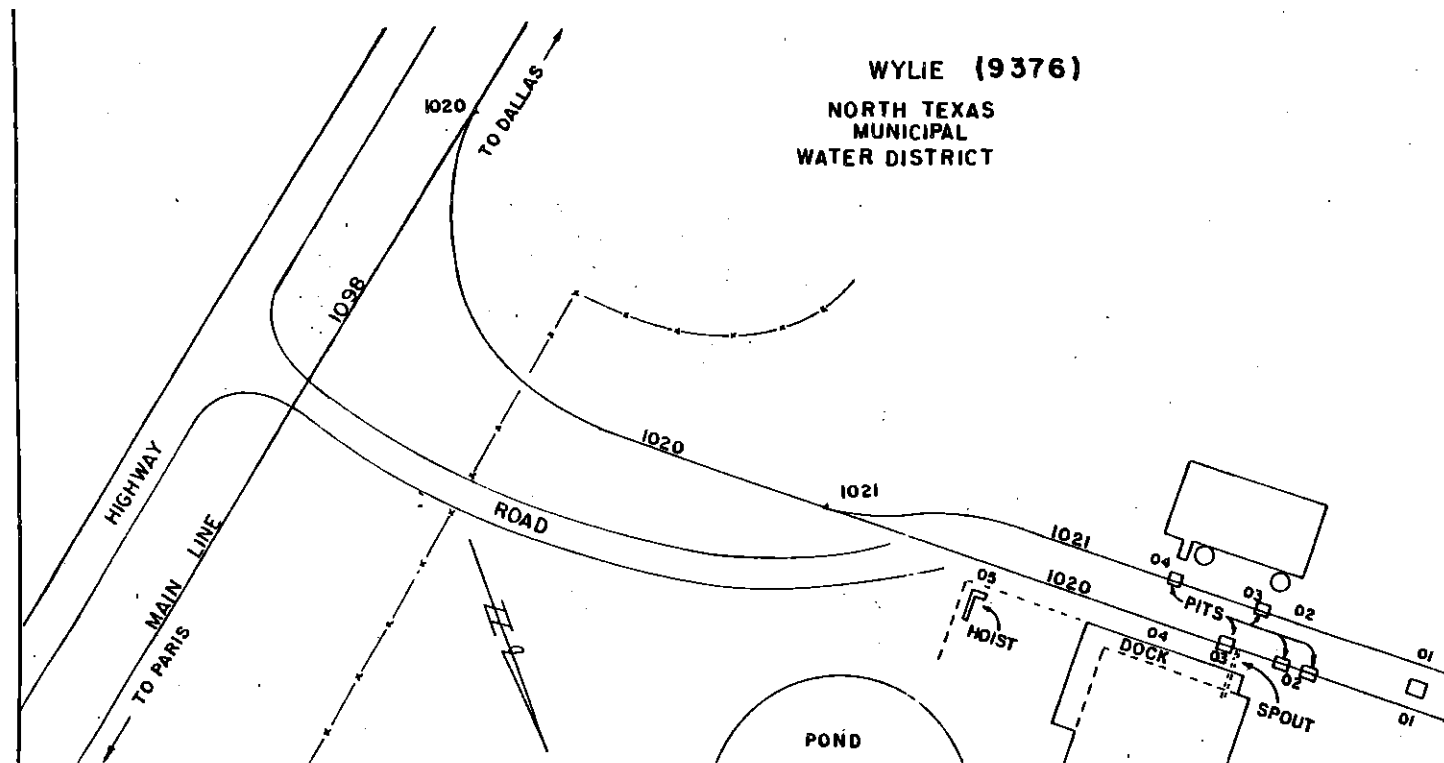 WYLIE (9376)
NORTH TEXAS
MUNICIPAL
WATER DISTRICT
1020
TO DALLAS
1098
HIGHWAY
MAIN LINE
TO PARIS
ROAD
1020
1021
1021
1020
04
03
02
01
PITS
05
HOIST
04
DOCK
03
02
01
SPOUT
POND
N